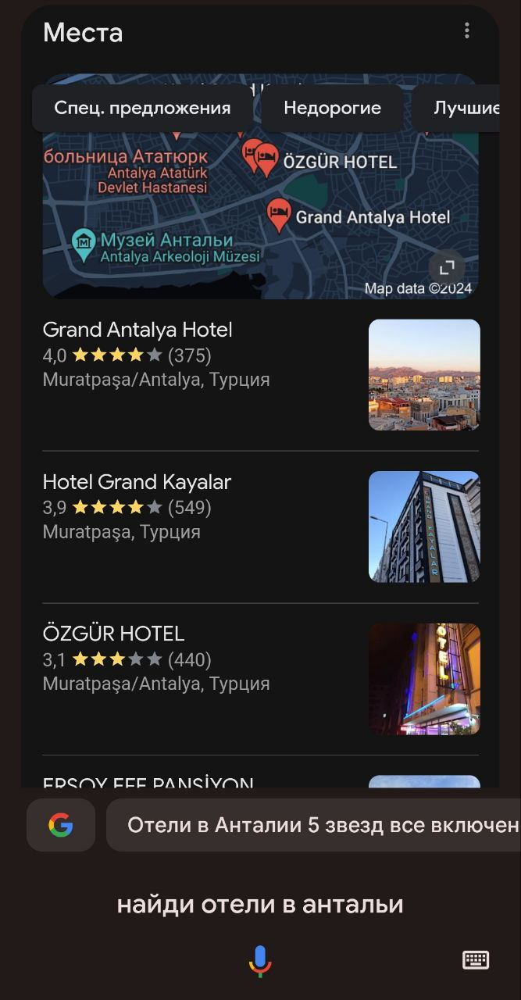 Места
Спец. предложения
Недорогие
Лучшие
больница Ататюрк
Antalya Atatürk
Devlet Hastanesi
ÖZGÜR HOTEL
Grand Antalya Hotel
Музей Антальи
Antalya Arkeoloji Müzesi
Map data ©2024
Grand Antalya Hotel
4,0 (375)
Muratpaşa/Antalya, Турция
Hotel Grand Kayalar
3,9 (549)
Muratpaşa, Турция
GRAND KAYALAR
ÖZGÜR HOTEL
3,1 (440)
Muratpaşa/Antalya, Турция
HOTEL
ERSOY EFE PANSİYON
Отели в Анталии 5 звезд все включен
найди отели в антальи